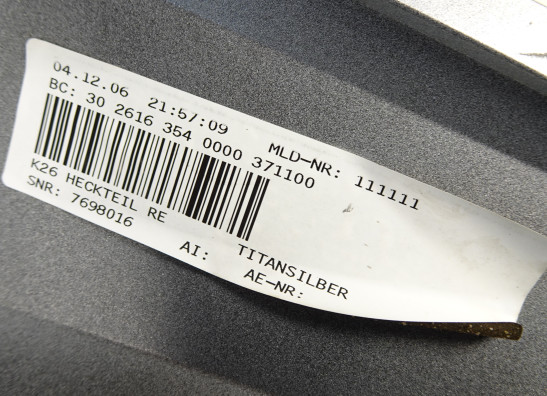 04.12.06 21:57:09 MLD-NR: 111111
BC: 30 2616 354 0000 371100
K26 HECKTEIL RE
SNR: 7698016
AI: TITANSILBER
AE-NR: